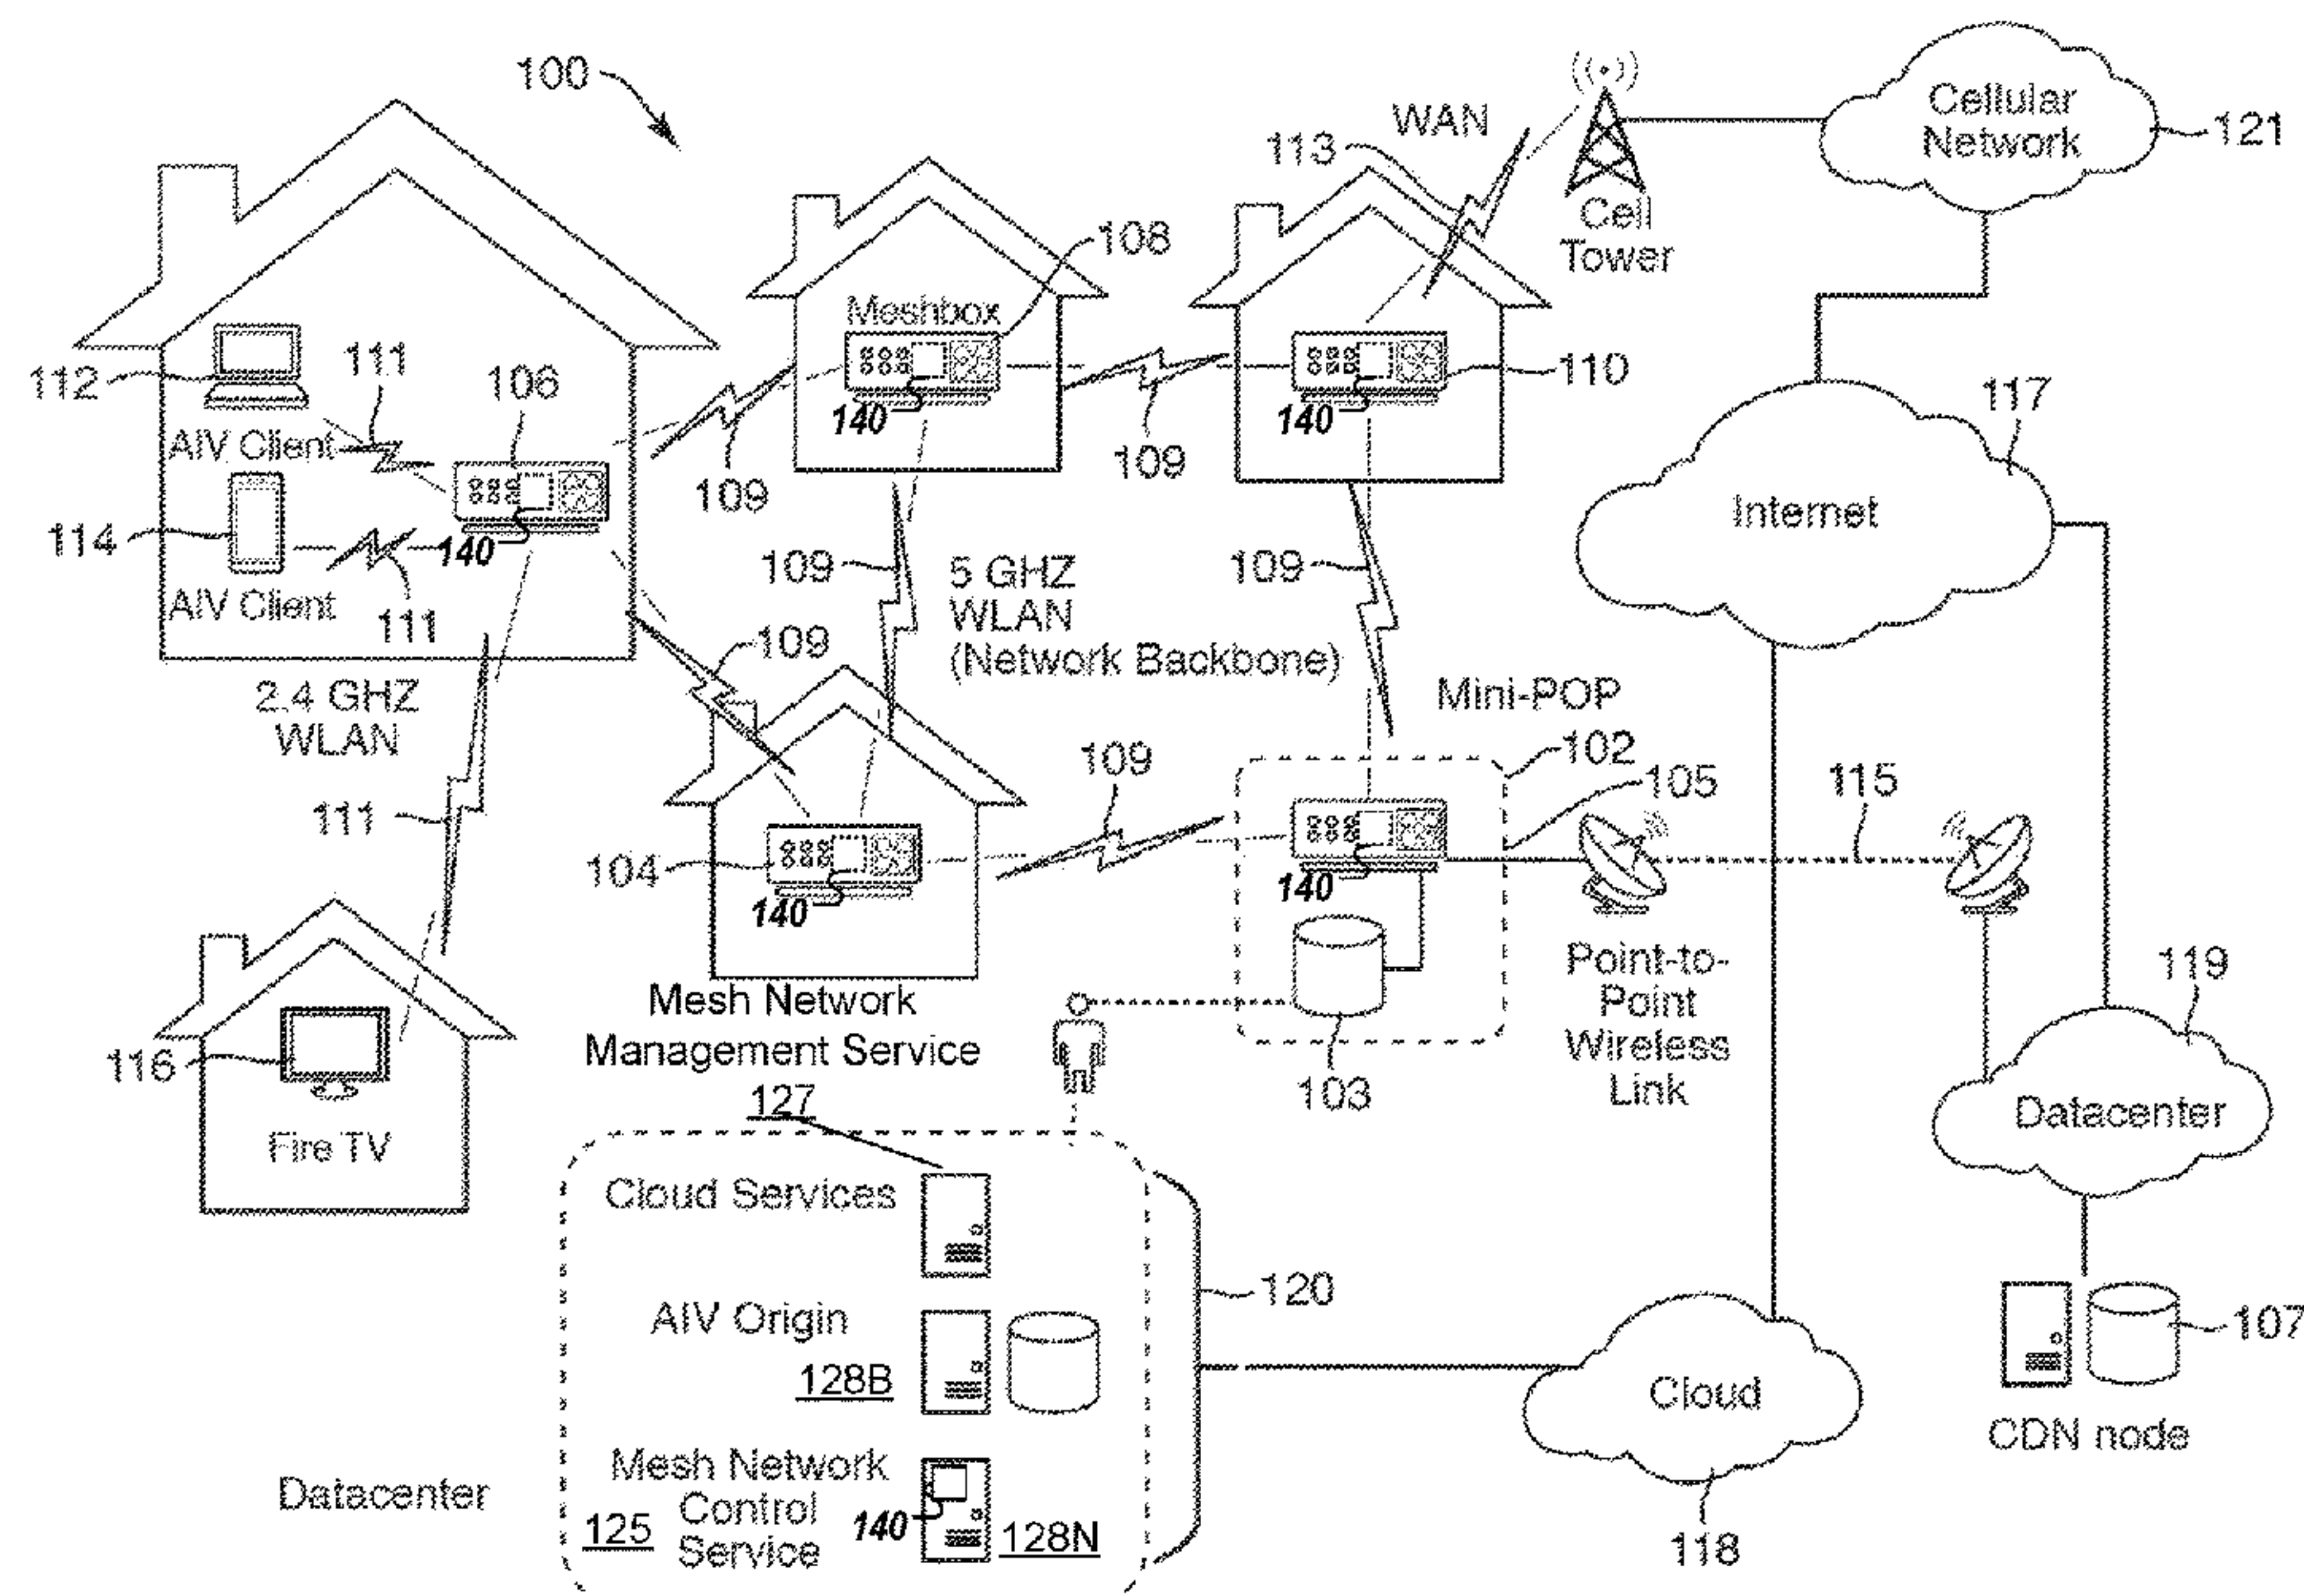 100
WAN
113
Cellular
Network
121
Cell
Tower
108
Meshbox
112
111
106
AIV Client
140
110
140
117
Internet
109
109
140
114
111
AIV Client
140
109
5 GHZ
WLAN
(Network Backbone)
109
109
2.4 GHZ
WLAN
Mini-POP
102
105
115
109
111
104
140
140
Point-to-
Point
Wireless
Link
119
Datacenter
116
Fire TV
Mesh Network
Management Service
127
103
Cloud Services
120
AIV Origin
128B
107
CDN node
Cloud
118
Datacenter
Mesh Network
Control
Service
125
140
128N